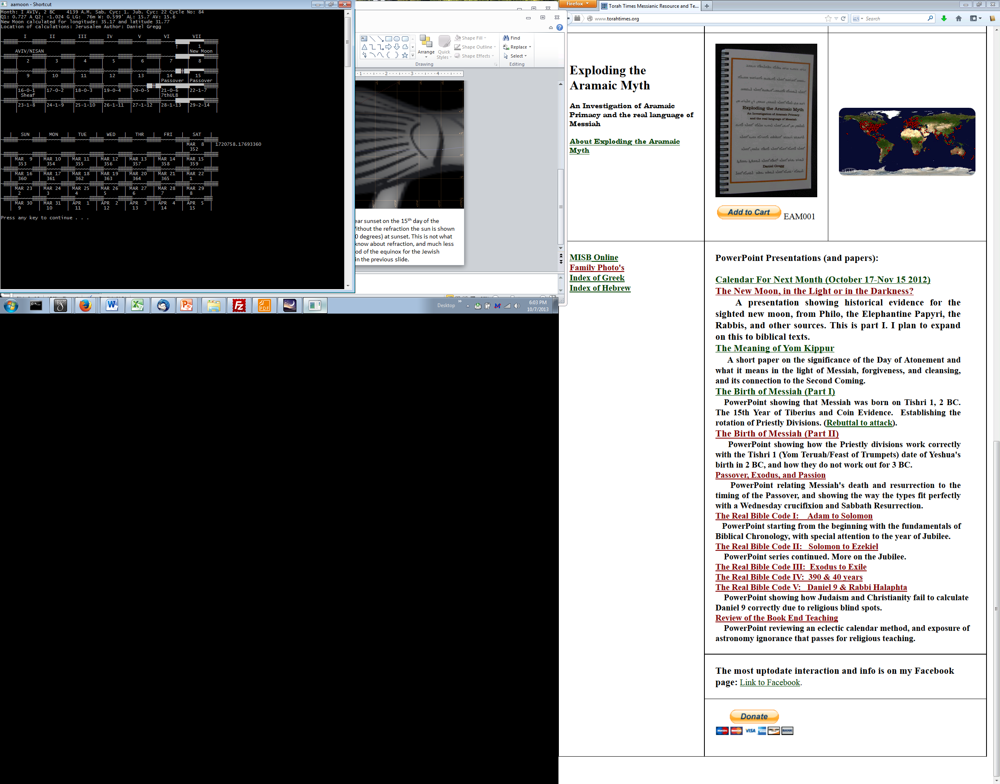 aamoon - Shortcut
Month: I AVIV, 2 BC    4139 A.M. Sab. Cyc: 1. Jub. Cyc: 22 Cycle No: 84
Q1: 0.727 A Q2: -1.024 G LG:  76m W: 0.599' AL: 15.7 AV: 15.6
New Moon calculated for longitude: 35.17 and latitude 31.77
Location of calculations: Jerusalem Author: Daniel Gregg
I II III IV V VI VII
↑ 1
AVIV/NISAN New Moon
2 3 4 5 6 7 8
9 10 11 12 13 14 15
Passover Passover
16-0-1 17-0-2 18-0-3 19-0-4 20-0-5 21-0-6 22-1-7
Sheaf 7thULB
23-1-8 24-1-9 25-1-10 26-1-11 27-1-12 28-1-13 29-2-14
SUN MON TUE WED THR FRI SAT
MAR 8 1720758.17693360
352
MAR 9 MAR 10 MAR 11 MAR 12 MAR 13 MAR 14 MAR 15
353 354 355 356 357 358 359
MAR 16 MAR 17 MAR 18 MAR 19 MAR 20 MAR 21 MAR 22
360 361 362 363 364 365 1
MAR 23 MAR 24 MAR 25 MAR 26 MAR 27 MAR 28 MAR 29
2 3 4 5 6 7 8
MAR 30 MAR 31 APR 1 APR 2 APR 3 APR 4 APR 5
9 10 11 12 13 14 15
Press any key to continue . . .
Arrange
Quick Styles
Shape Fill
Shape Outline
Shape Effects
Drawing
Find
Replace
Select
Editing
1 2 3 4
ear sunset on the 15th day of the
ithout the refraction the sun is shown
0 degrees) at sunset. This is not what
know about refraction, and much less
od of the equinox for the Jewish
in the previous slide.
Desktop
6:03 PM
10/7/2013
Firefox
Torah Times Messianic Resource and Te...
www.torahtimes.org
Search
Exploding the
Aramaic Myth
An Investigation of Aramaic
Primacy and the real language of
Messiah
About Exploding the Aramaic
Myth
Exploding the Aramaic Myth
An Investigation of Aramaic Primacy
and the real language of Messiah
Daniel Gregg
Add to Cart EAM001
MISB Online
Family Photo's
Index of Greek
Index of Hebrew
PowerPoint Presentations (and papers):
Calendar For Next Month (October 17-Nov 15 2012)
The New Moon, in the Light or in the Darkness?
A presentation showing historical evidence for the
sighted new moon, from Philo, the Elephantine Papyri, the
Rabbis, and other sources. This is part I. I plan to expand
on this to biblical texts.
The Meaning of Yom Kippur
A short paper on the significance of the Day of Atonement and
what it means in the light of Messiah, forgiveness, and cleansing,
and its connection to the Second Coming.
The Birth of Messiah (Part I)
PowerPoint showing that Messiah was born on Tishri 1, 2 BC.
The 15th Year of Tiberius and Coin Evidence.  Establishing the
rotation of Priestly Divisions. (Rebuttal to attack).
The Birth of Messiah (Part II)
PowerPoint showing how the Priestly divisions work correctly
with the Tishri 1 (Yom Teruah/Feast of Trumpets) date of Yeshua's
birth in 2 BC, and how they do not work out for 3 BC.
Passover, Exodus, and Passion
PowerPoint relating Messiah's death and resurrection to the
timing of the Passover, and showing the way the types fit perfectly
with a Wednesday crucifixion and Sabbath Resurrection.
The Real Bible Code I:    Adam to Solomon
PowerPoint starting from the beginning with the fundamentals of
Biblical Chronology, with special attention to the year of Jubilee.
The Real Bible Code II:   Solomon to Ezekiel
PowerPoint series continued. More on the Jubilee.
The Real Bible Code III:  Exodus to Exile
The Real Bible Code IV:  390 & 40 years
The Real Bible Code V:   Daniel 9 & Rabbi Halaphta
PowerPoint showing how Judaism and Christianity fail to calculate
Daniel 9 correctly due to religious blind spots.
Review of the Book End Teaching
PowerPoint reviewing an eclectic calendar method, and exposure of
astronomy ignorance that passes for religious teaching.
The most uptodate interaction and info is on my Facebook
page: Link to Facebook.
Donate
VISA
BANK